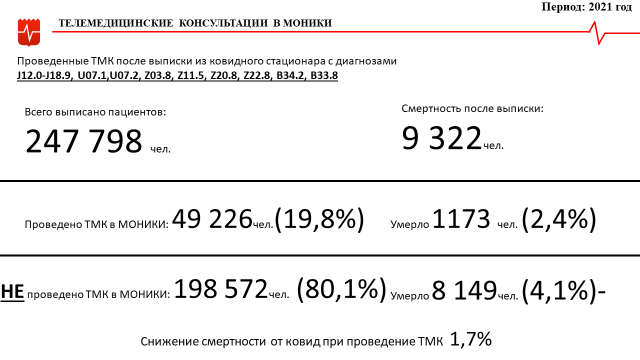 Период: 2021 год
ТЕЛЕМЕДИЦИНСКИЕ КОНСУЛЬТАЦИИ В МОНИКИ
Проведенные ТМК после выписки из ковидного стационара с диагнозами
J12.0-J18.9, U07.1,U07.2, Z03.8, Z11.5, Z20.8, Z22.8, B34.2, B33.8
Всего выписано пациентов:
247 798 чел.
Смертность после выписки:
9 322чел.
Проведено ТМК в МОНИКИ: 49 226чел.(19,8%) Умерло 1173 чел. (2,4%)
НЕ проведено ТМК в МОНИКИ: 198 572чел. (80,1%) Умерло 8 149чел. (4,1%)-
Снижение смертности от ковид при проведение ТМК 1,7%